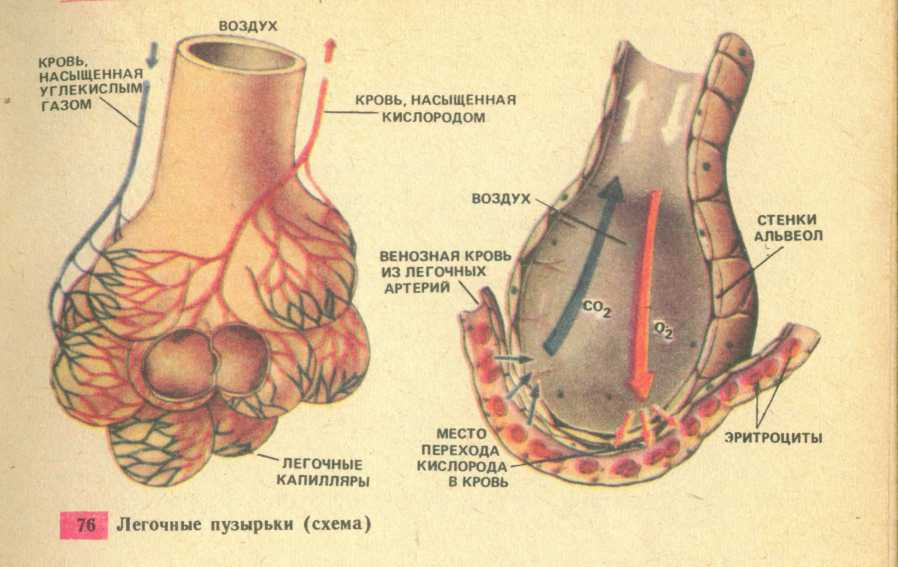 ВОЗДУХ
КРОВЬ,
НАСЫЩЕННАЯ
УГЛЕКИСЛЫМ
ГАЗОМ
КРОВЬ, НАСЫЩЕННАЯ
КИСЛОРОДОМ
ЛЕГОЧНЫЕ
КАПИЛЛЯРЫ
ВОЗДУХ
ВЕНОЗНАЯ КРОВЬ
ИЗ ЛЕГОЧНЫХ
АРТЕРИЙ
СТЕНКИ
АЛЬВЕОЛ
CO2
O2
МЕСТО
ПЕРЕХОДА
КИСЛОРОДА
В КРОВЬ
ЭРИТРОЦИТЫ
76 Легочные пузырьки (схема)